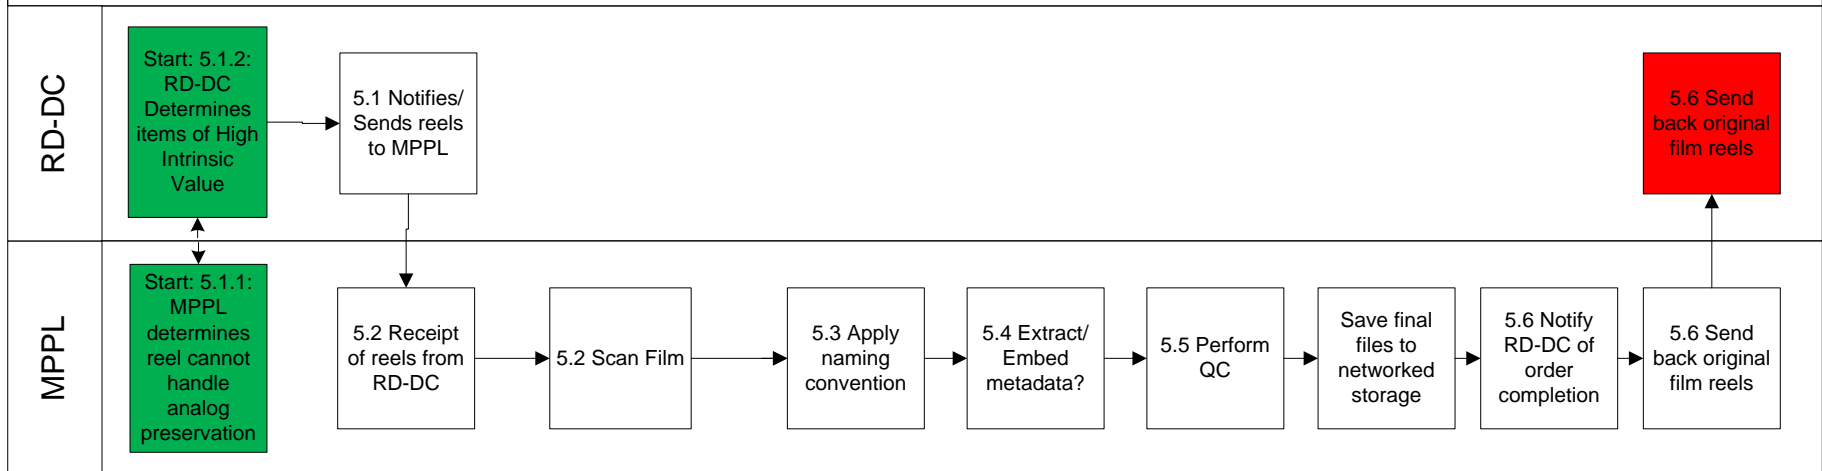 RD-DC
Start: 5.1.2:
RD-DC
Determines
items of High
Intrinsic
Value
5.1 Notifies/
Sends reels
to MPPL
5.6 Send
back original
film reels
MPPL
Start: 5.1.1:
MPPL
determines
reel cannot
handle
analog
preservation
5.2 Receipt
of reels from
RD-DC
5.2 Scan Film
5.3 Apply
naming
convention
5.4 Extract/
Embed
metadata?
5.5 Perform
QC
Save final
files to
networked
storage
5.6 Notify
RD-DC of
order
completion
5.6 Send
back original
film reels